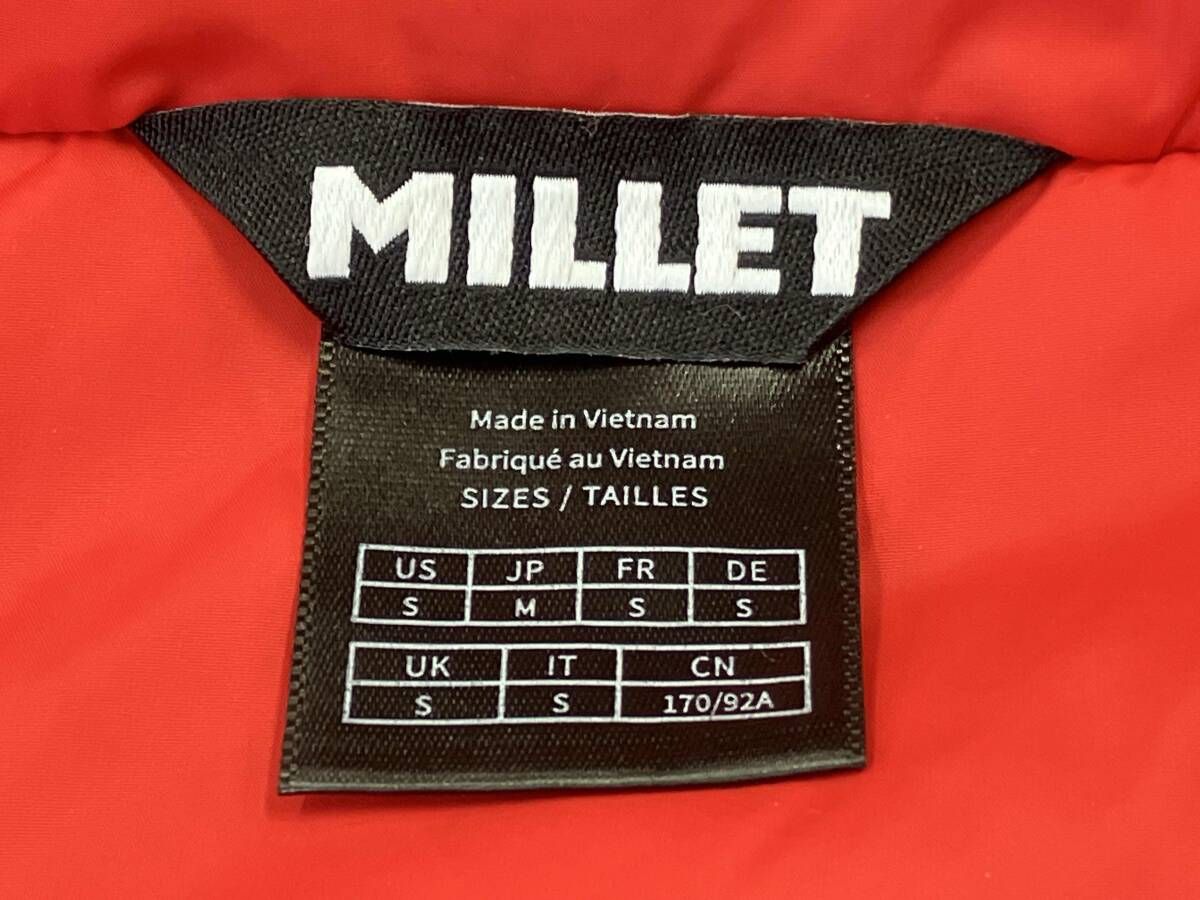 MILLET
Made in Vietnam
Fabriqué au Vietnam
SIZES / TAILLES
US JP FR DE
S M S S
UK IT CN
S S 170/92A